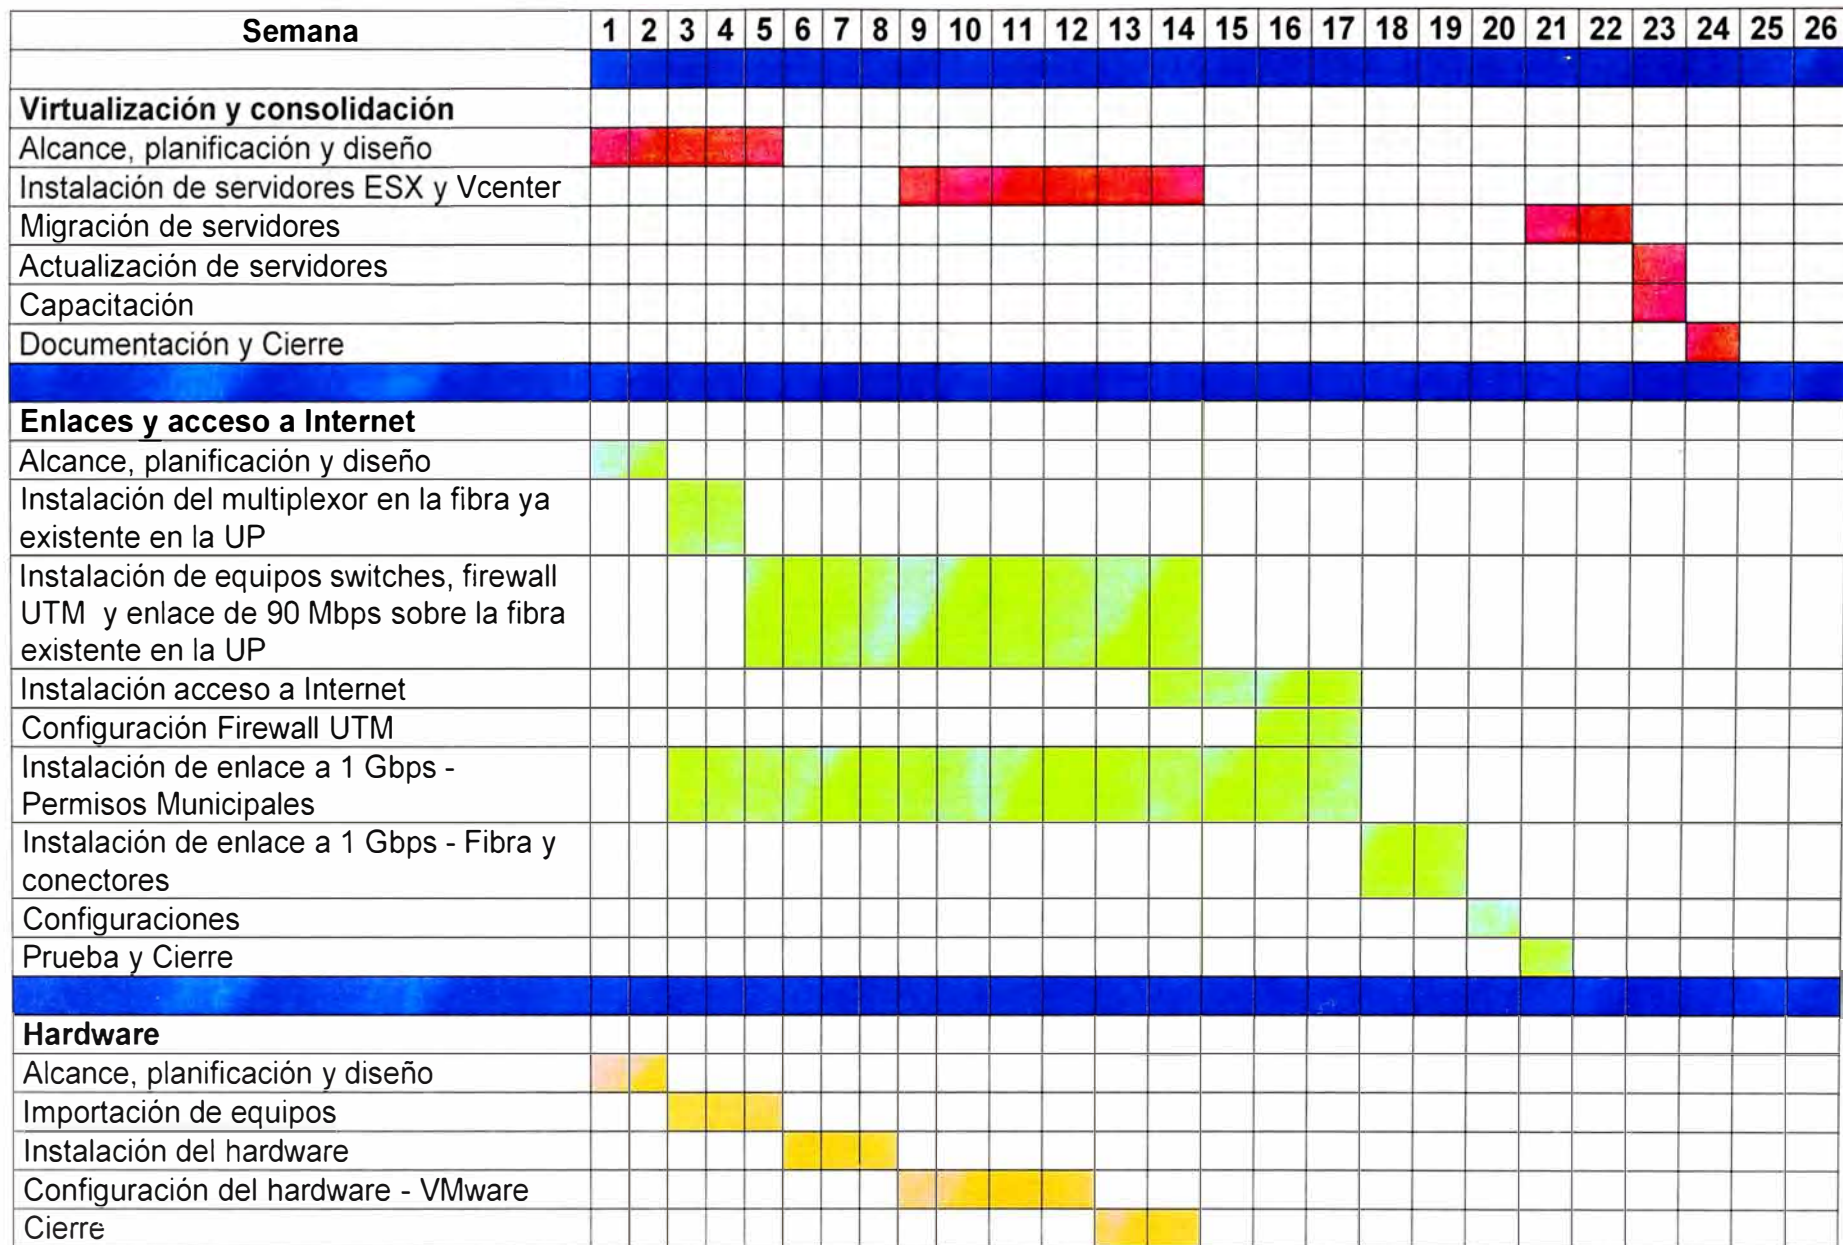 Semana 1 2 3 4 5 6 7 8 9 10 11 12 13 14 15 16 17 18 19 20 21 22 23 24 25 26
Virtualización y consolidación
Alcance, planificación y diseño
Instalación de servidores ESX y Vcenter
Migración de servidores
Actualización de servidores
Capacitación
Documentación y Cierre
Enlaces y acceso a Internet
Alcance, planificación y diseño
Instalación del multiplexor en la fibra ya
existente en la UP
Instalación de equipos switches, firewall
UTM y enlace de 90 Mbps sobre la fibra
existente en la UP
Instalación acceso a Internet
Configuración Firewall UTM
Instalación de enlace a 1 Gbps -
Permisos Municipales
Instalación de enlace a 1 Gbps - Fibra y
conectores
Configuraciones
Prueba y Cierre
Hardware
Alcance, planificación y diseño
Importación de equipos
Instalación del hardware
Configuración del hardware - VMware
Cierre